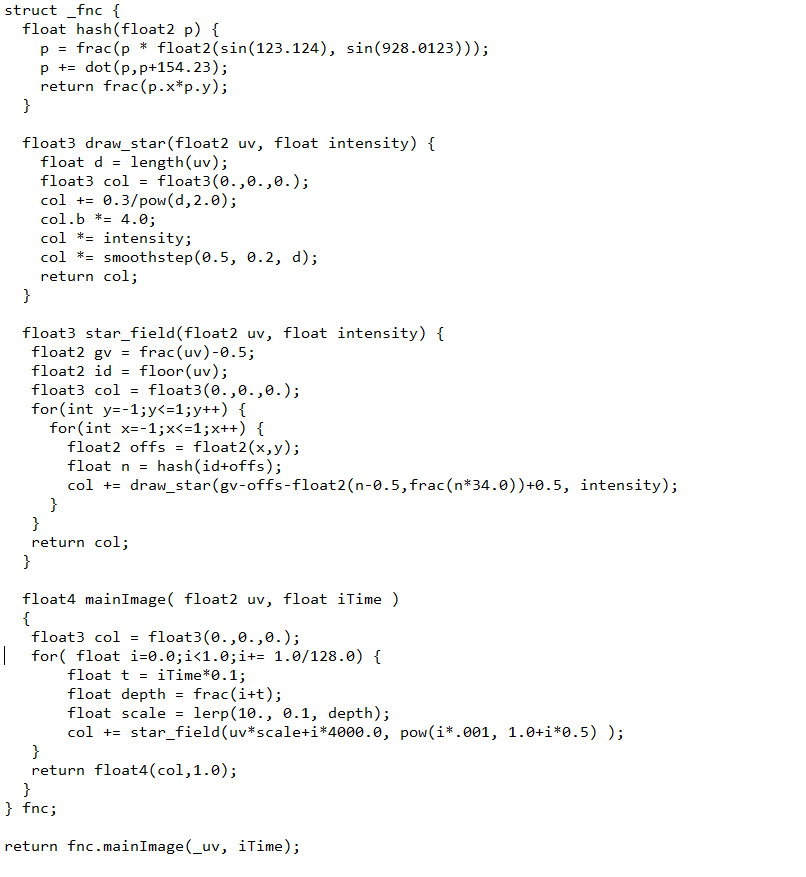 struct _fnc {
  float hash(float2 p) {
    p = frac(p * float2(sin(123.124), sin(928.0123)));
    p += dot(p,p+154.23);
    return frac(p.x*p.y);
  }

  float3 draw_star(float2 uv, float intensity) {
    float d = length(uv);
    float3 col = float3(0.,0.,0.);
    col += 0.3/pow(d,2.0);
    col.b *= 4.0;
    col *= intensity;
    col *= smoothstep(0.5, 0.2, d);
    return col;
  }

  float3 star_field(float2 uv, float intensity) {
   float2 gv = frac(uv)-0.5;
   float2 id = floor(uv);
   float3 col = float3(0.,0.,0.);
   for(int y=-1;y<=1;y++) {
     for(int x=-1;x<=1;x++) {
       float2 offs = float2(x,y);
       float n = hash(id+offs);
       col += draw_star(gv-offs-float2(n-0.5,frac(n*34.0))+0.5, intensity);
     }
   }
   return col;
  }

  float4 mainImage( float2 uv, float iTime )
  {
   float3 col = float3(0.,0.,0.);
   for( float i=0.0;i<1.0;i+= 1.0/128.0) {
       float t = iTime*0.1;
       float depth = frac(i+t);
       float scale = lerp(10., 0.1, depth);
       col += star_field(uv*scale+i*4000.0, pow(i*.001, 1.0+i*0.5) );
   }
   return float4(col,1.0);
  }
} fnc;

return fnc.mainImage(_uv, iTime);